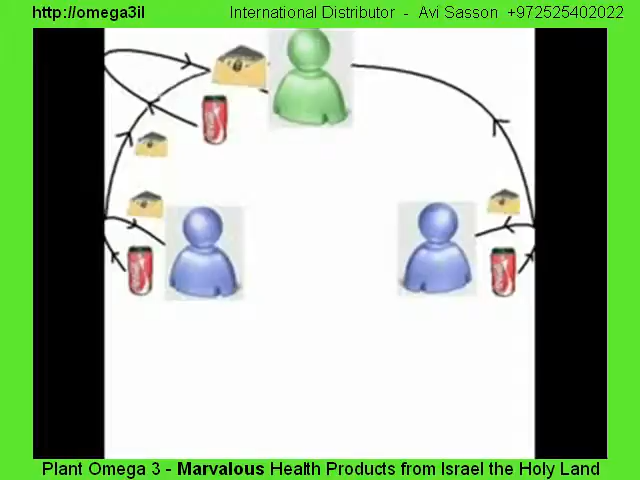 http://omega3il International Distributor - Avi Sasson +972525402022
Plant Omega 3 - Marvalous Health Products from Israel the Holy Land